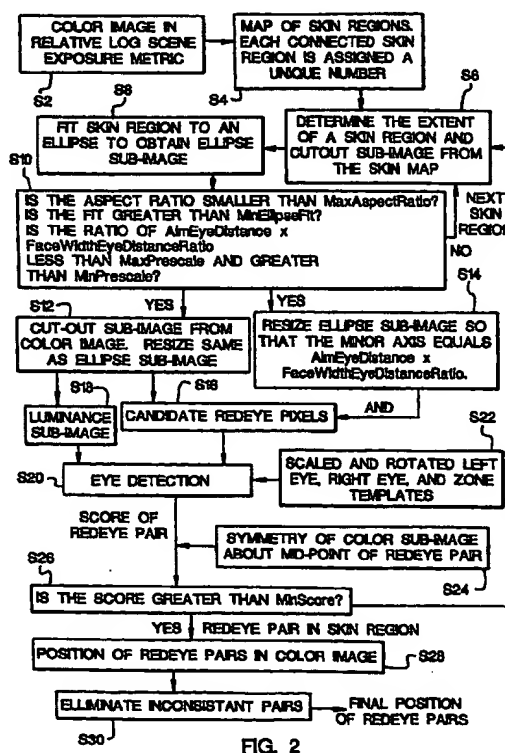 COLOR IMAGE IN
RELATIVE LOG SCENE
EXPOSURE METRIC
S2
MAP OF SKIN REGIONS.
EACH CONNECTED SKIN
REGION IS ASSIGNED A
UNIQUE NUMBER
S4
S6
DETERMINE THE EXTENT
OF A SKIN REGION AND
CUTOUT SUB-IMAGE FROM
THE SKIN MAP
S8
FIT SKIN REGION TO AN
ELLIPSE TO OBTAIN ELLIPSE
SUB-IMAGE
S10
IS THE ASPECT RATIO SMALLER THAN MaxAspectRatio?
IS THE FIT GREATER THAN MinEllipseFit?
IS THE RATIO OF AimEyeDistance x
FaceWidthEyeDistanceRatio
LESS THAN MaxPrescale AND GREATER
THAN MinPrescale?
NEXT
SKIN
REGION
NO
YES
YES
S12
CUT-OUT SUB-IMAGE FROM
COLOR IMAGE. RESIZE SAME
AS ELLIPSE SUB-IMAGE
S14
RESIZE ELLIPSE SUB-IMAGE SO
THAT THE MINOR AXIS EQUALS
AimEyeDistance x
FaceWidthEyeDistanceRatio.
S18
LUMINANCE
SUB-IMAGE
S16
CANDIDATE REDEYE PIXELS
AND
S20
EYE DETECTION
S22
SCALED AND ROTATED LEFT
EYE, RIGHT EYE, AND ZONE
TEMPLATES
SCORE OF
REDEYE PAIR
SYMMETRY OF COLOR SUB-IMAGE
ABOUT MID-POINT OF REDEYE PAIR
S24
S26
IS THE SCORE GREATER THAN MinScore?
YES
REDEYE PAIR IN SKIN REGION
POSITION OF REDEYE PAIRS IN COLOR IMAGE
S28
ELLIMINATE INCONSISTANT PAIRS
S30
FINAL POSITION
OF REDEYE PAIRS
FIG. 2